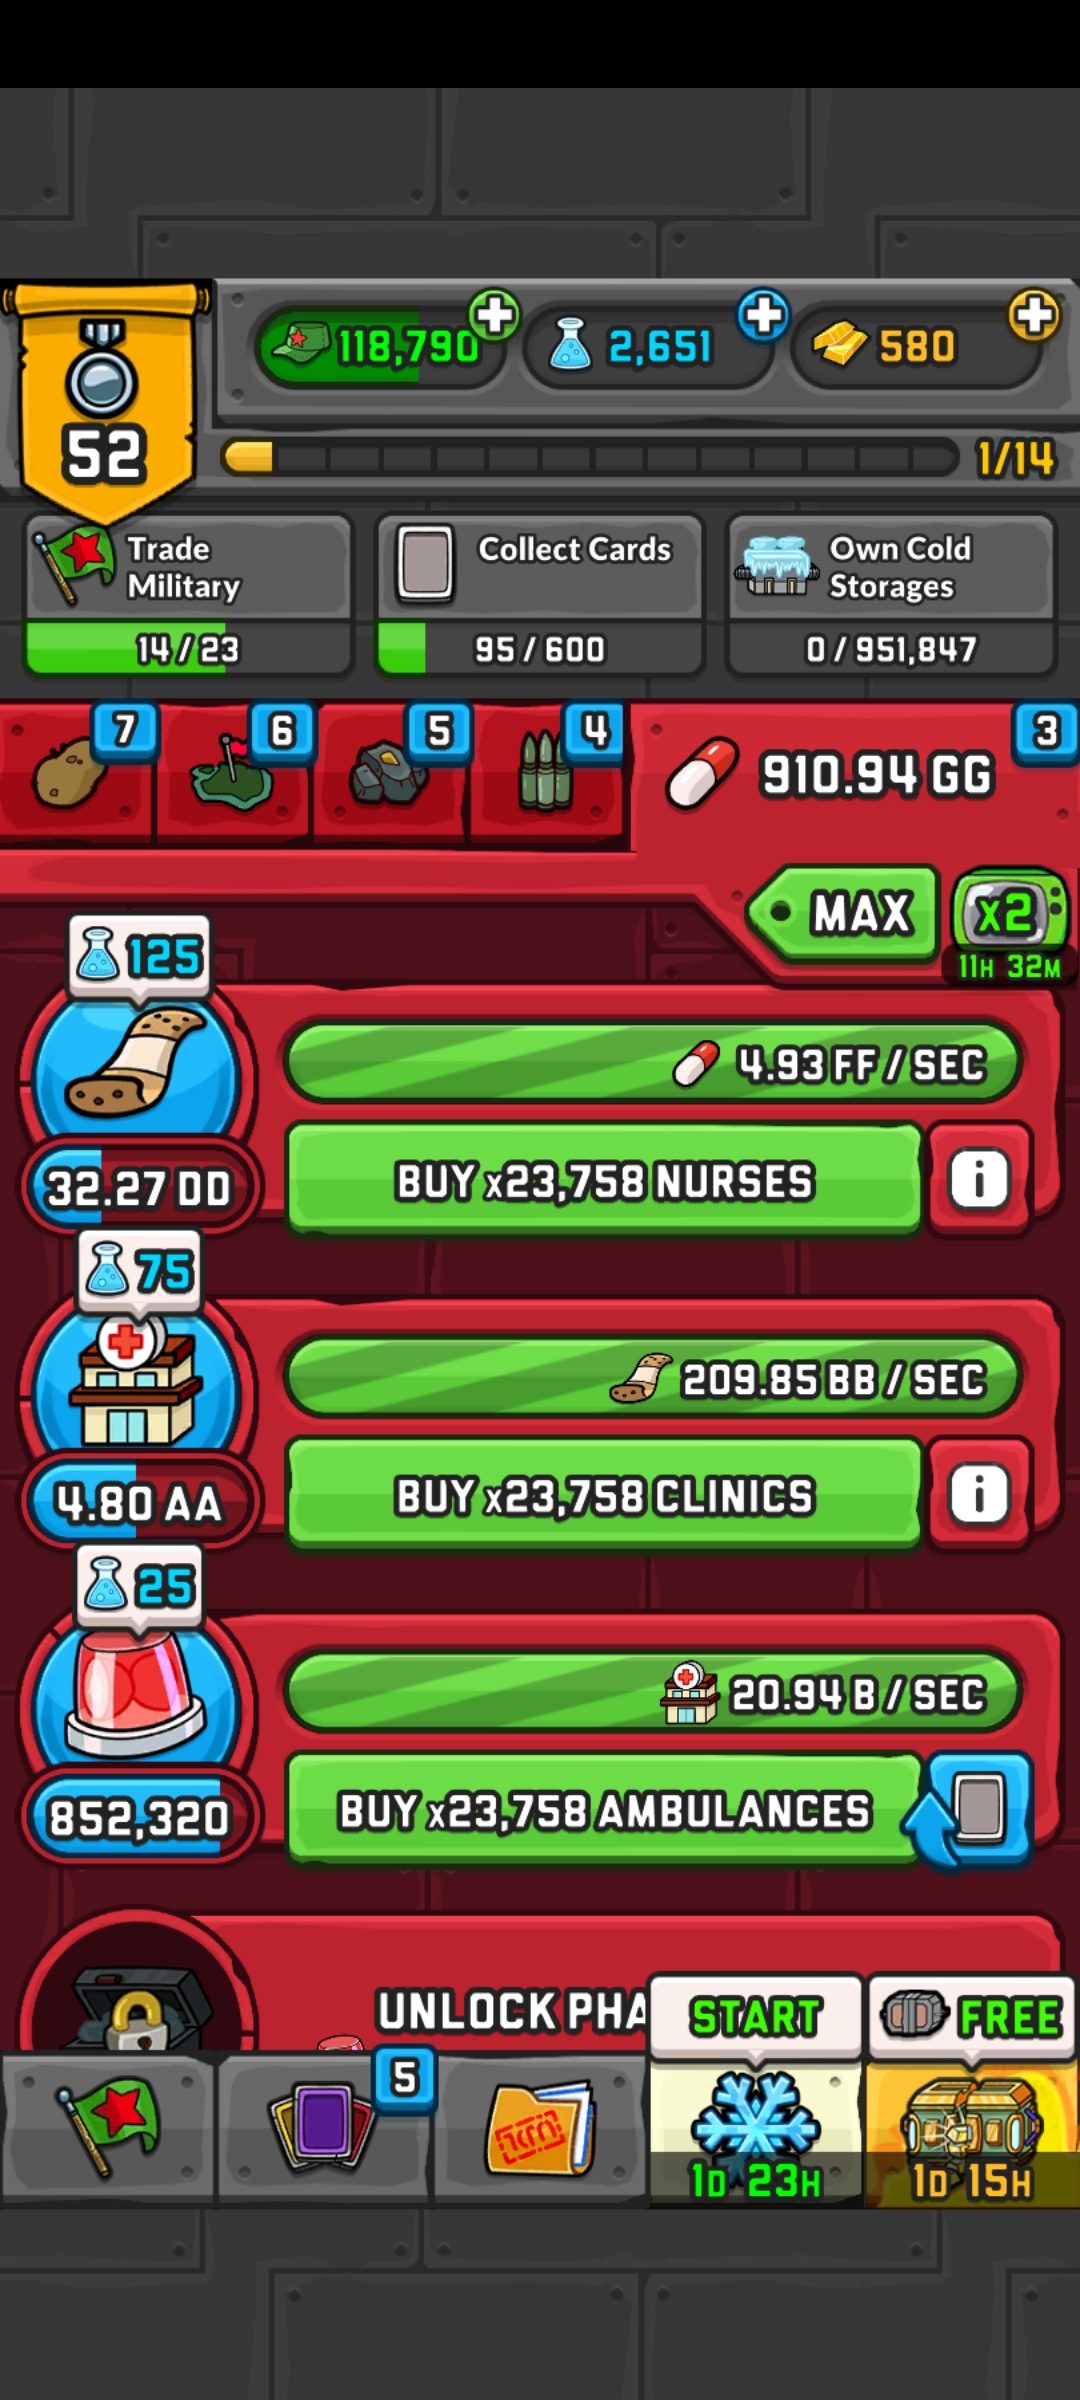 118,790
2,651
580
52
1/14
Trade
Military
14/23
Collect Cards
95/600
Own Cold
Storages
0/951,847
7
6
5
4
3
910.94 GG
MAX
x2
11H 32M
125
4.93 FF / SEC
BUY x23,758 NURSES
i
32.27 DD
75
209.85 BB / SEC
BUY x23,758 CLINICS
i
4.80 AA
25
20.94 B / SEC
BUY x23,758 AMBULANCES
852,320
UNLOCK PHA
START
FREE
5
1D 23H
1D 15H